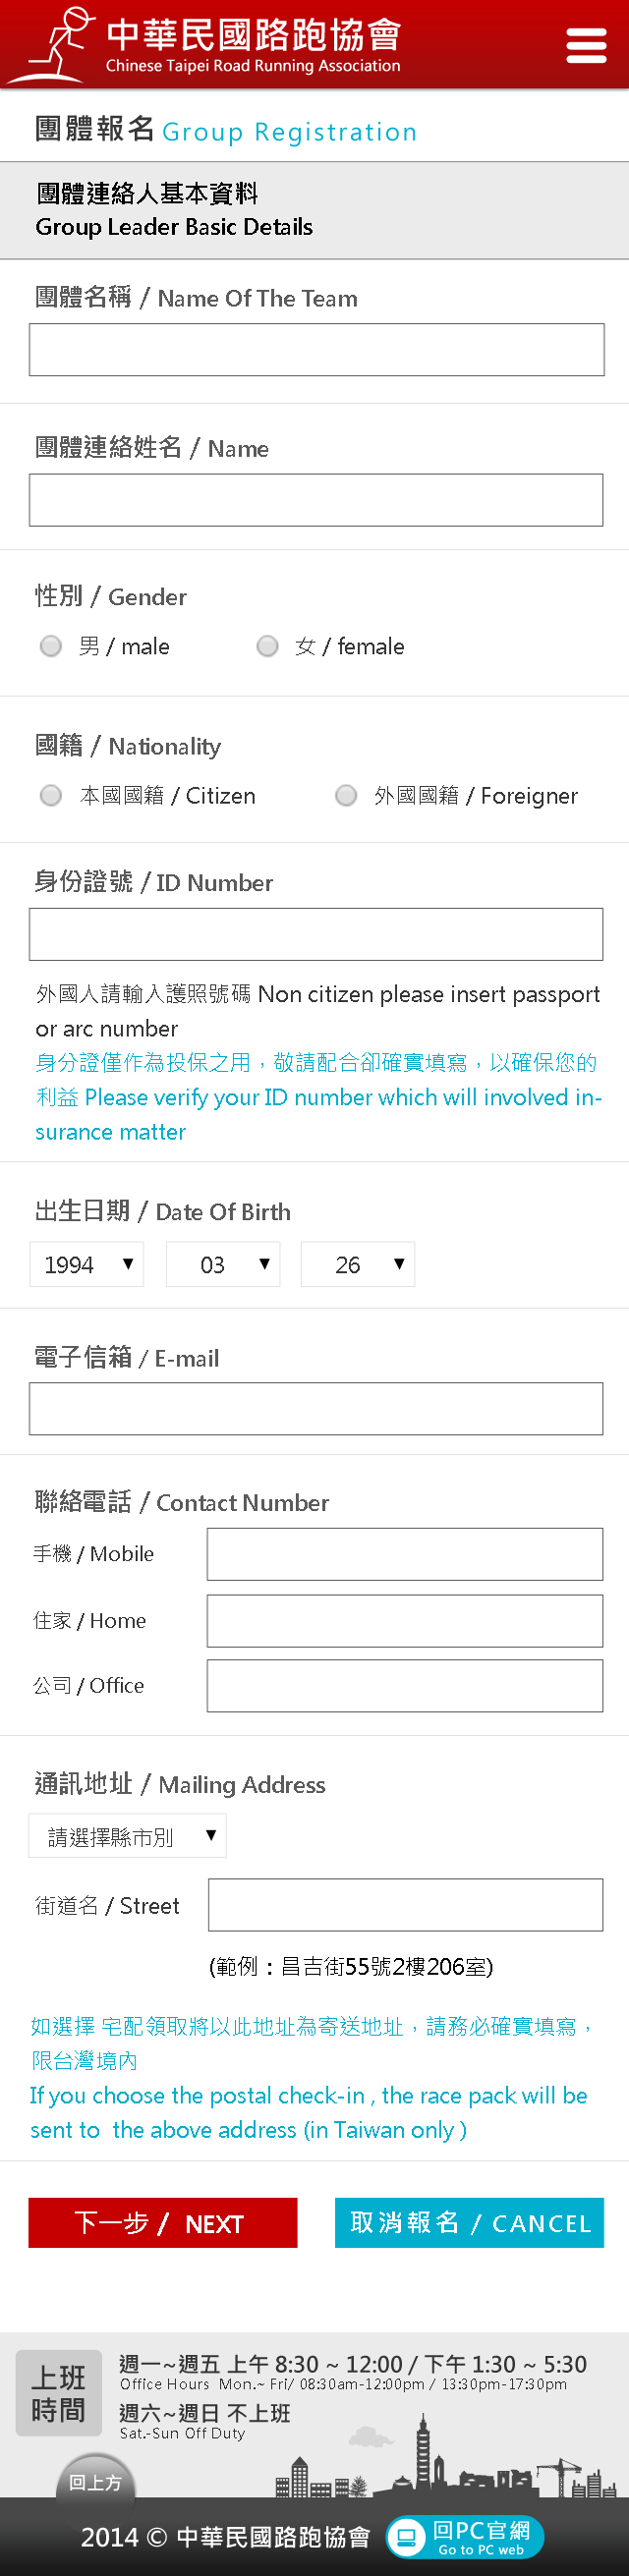 中華民國路跑協會
Chinese Taipei Road Running Association
團體報名 Group Registration
團體連絡人基本資料
Group Leader Basic Details
團體名稱 / Name Of The Team
團體連絡姓名 / Name
性別 / Gender
男 / male 女 / female
國籍 / Nationality
本國國籍 / Citizen 外國國籍 / Foreigner
身份證號 / ID Number
外國人請輸入護照號碼 Non citizen please insert passport
or arc number
身分證僅作為投保之用，敬請配合卻確實填寫，以確保您的
利益 Please verify your ID number which will involved in-
surance matter
出生日期 / Date Of Birth
1994 ▼ 03 ▼ 26 ▼
電子信箱 / E-mail
聯絡電話 / Contact Number
手機 / Mobile
住家 / Home
公司 / Office
通訊地址 / Mailing Address
請選擇縣市別 ▼
街道名 / Street
(範例：昌吉街55號2樓206室)
如選擇 宅配領取將以此地址為寄送地址，請務必確實填寫，
限台灣境內
If you choose the postal check-in , the race pack will be
sent to the above address (in Taiwan only )
下一步 / NEXT 取消報名 / CANCEL
上班
時間
週一~週五 上午 8:30 ~ 12:00 / 下午 1:30 ~ 5:30
Office Hours Mon.~ Fri/ 08:30am-12:00pm / 13:30pm-17:30pm
週六~週日 不上班
Sat.-Sun Off Duty
回上方
2014 © 中華民國路跑協會
回PC官網
Go to PC web